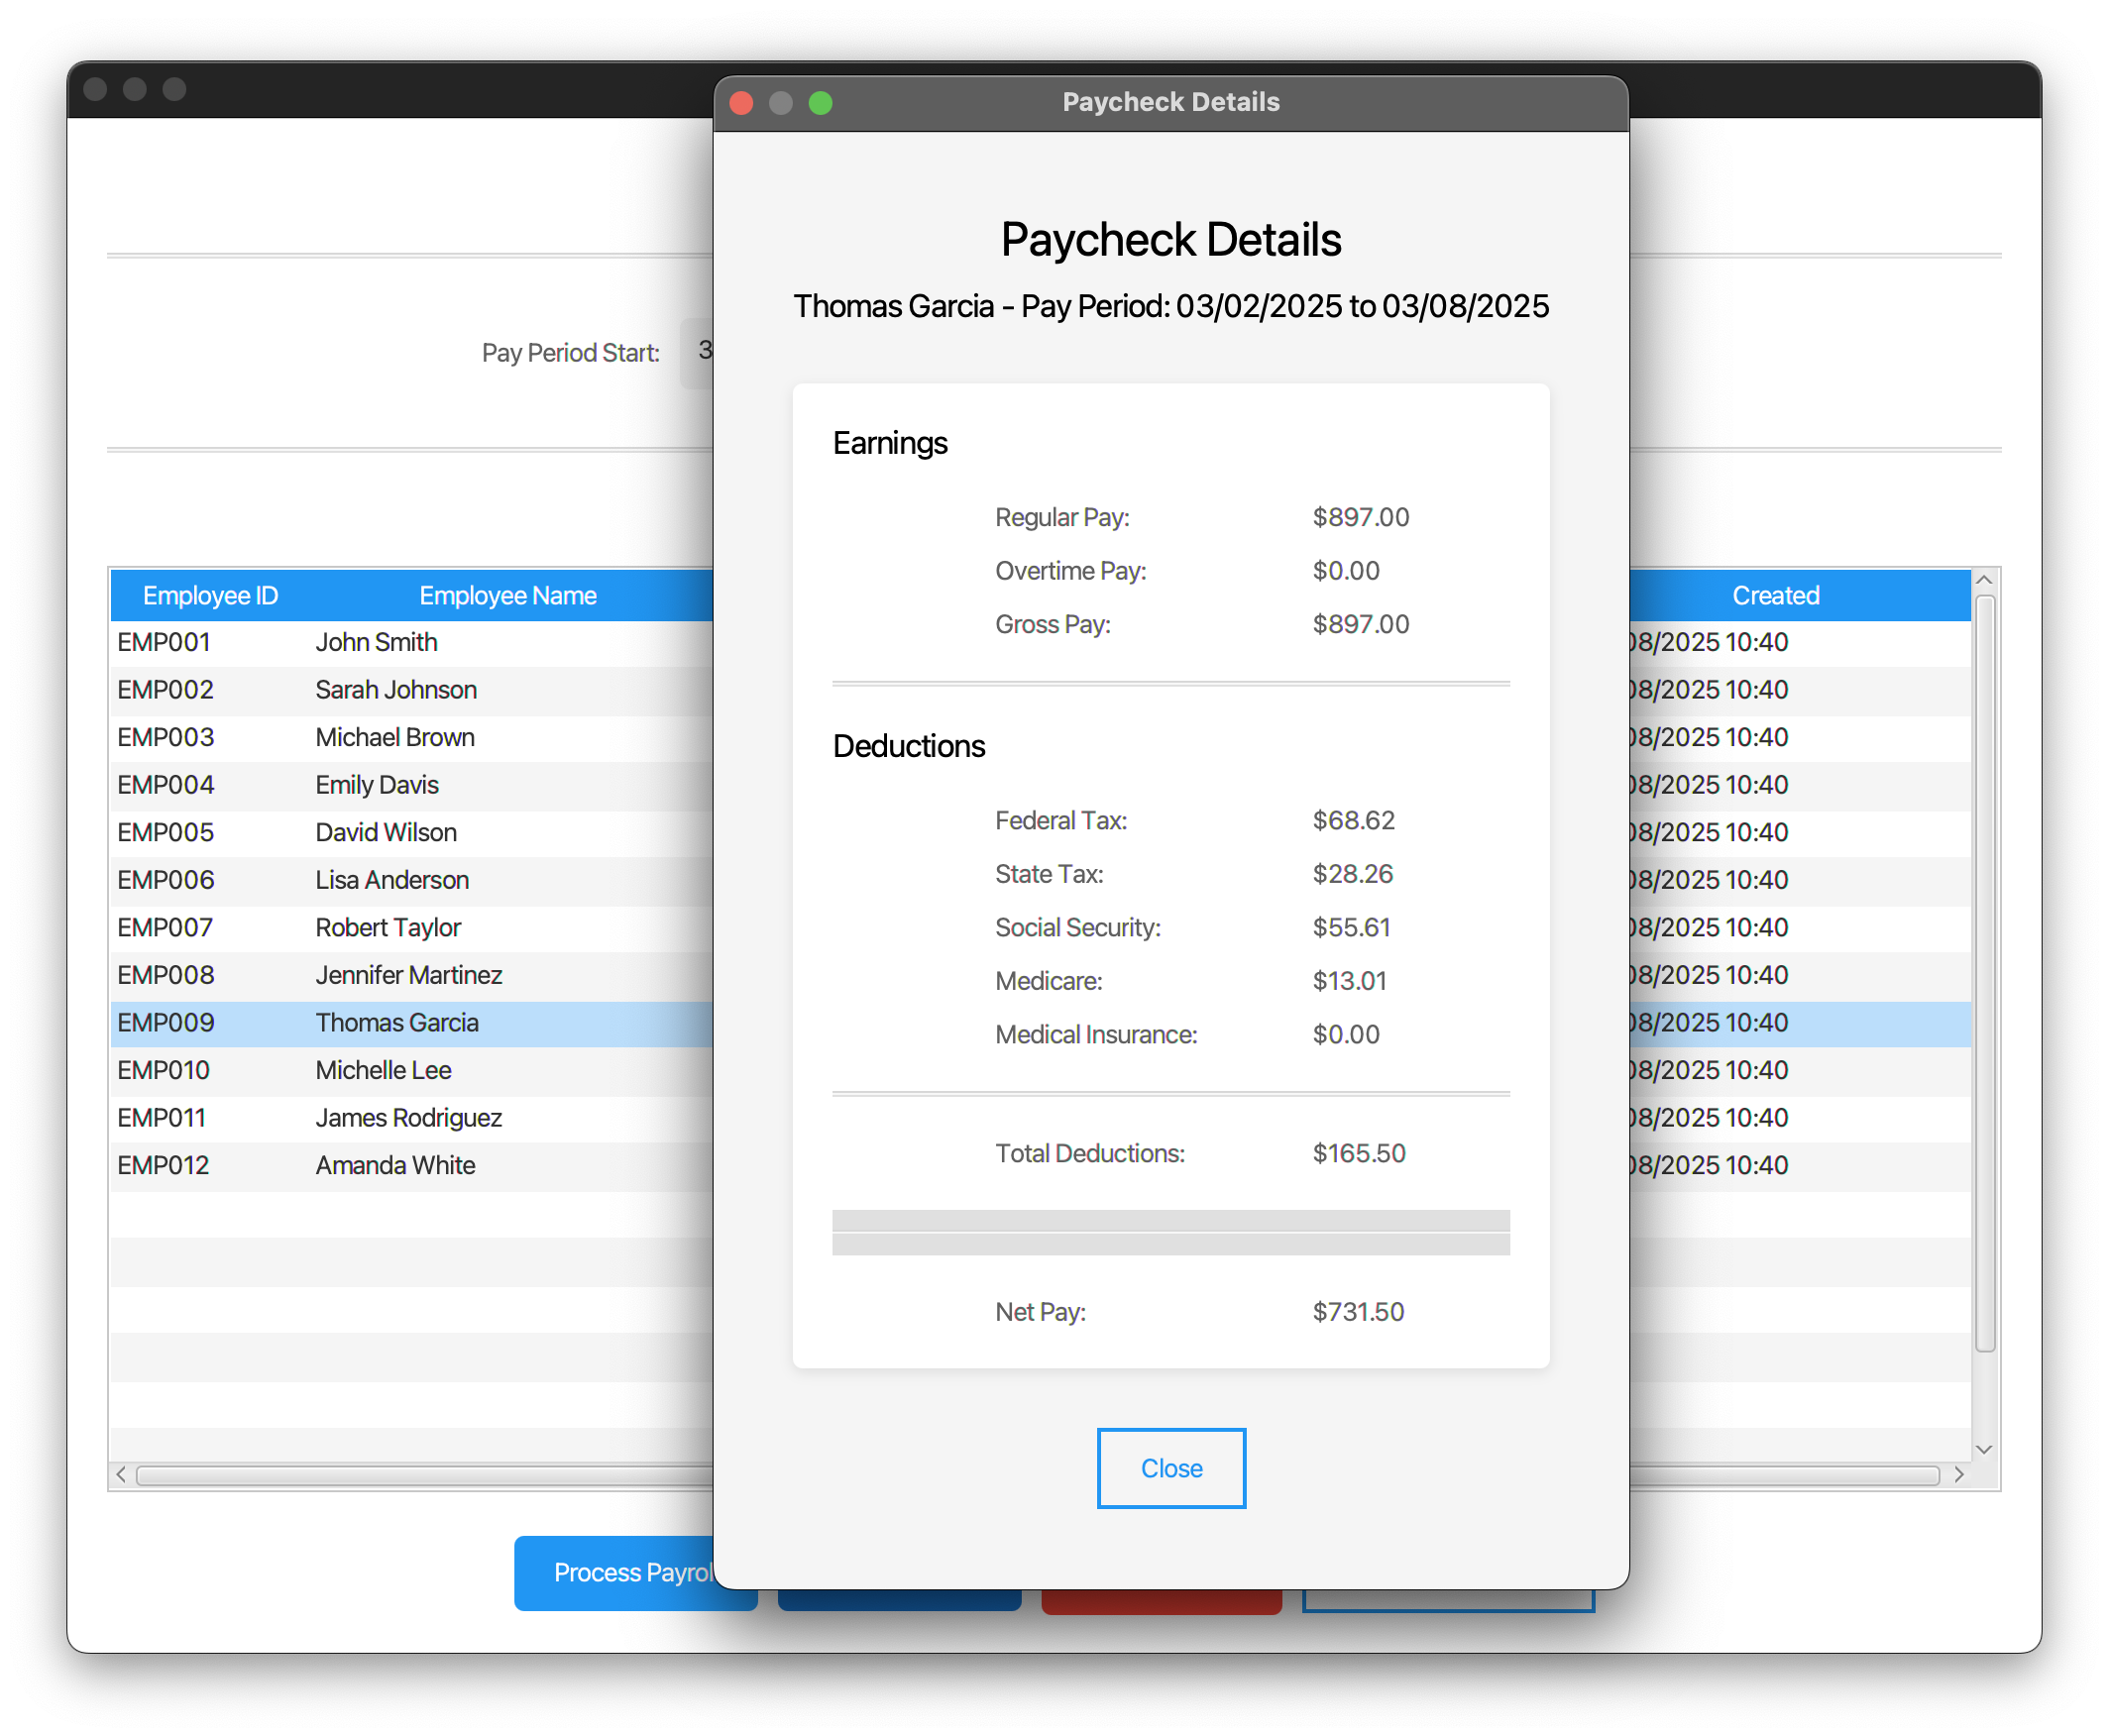 Paycheck Details
Paycheck Details
Thomas Garcia - Pay Period: 03/02/2025 to 03/08/2025
Pay Period Start: 3
Earnings
Regular Pay: $897.00
Overtime Pay: $0.00
Gross Pay: $897.00
Deductions
Federal Tax: $68.62
State Tax: $28.26
Social Security: $55.61
Medicare: $13.01
Medical Insurance: $0.00
Total Deductions: $165.50
Net Pay: $731.50
Close
Employee ID Employee Name Created
EMP001 John Smith 08/2025 10:40
EMP002 Sarah Johnson 08/2025 10:40
EMP003 Michael Brown 08/2025 10:40
EMP004 Emily Davis 08/2025 10:40
EMP005 David Wilson 08/2025 10:40
EMP006 Lisa Anderson 08/2025 10:40
EMP007 Robert Taylor 08/2025 10:40
EMP008 Jennifer Martinez 08/2025 10:40
EMP009 Thomas Garcia 08/2025 10:40
EMP010 Michelle Lee 08/2025 10:40
EMP011 James Rodriguez 08/2025 10:40
EMP012 Amanda White 08/2025 10:40
Process Payrol